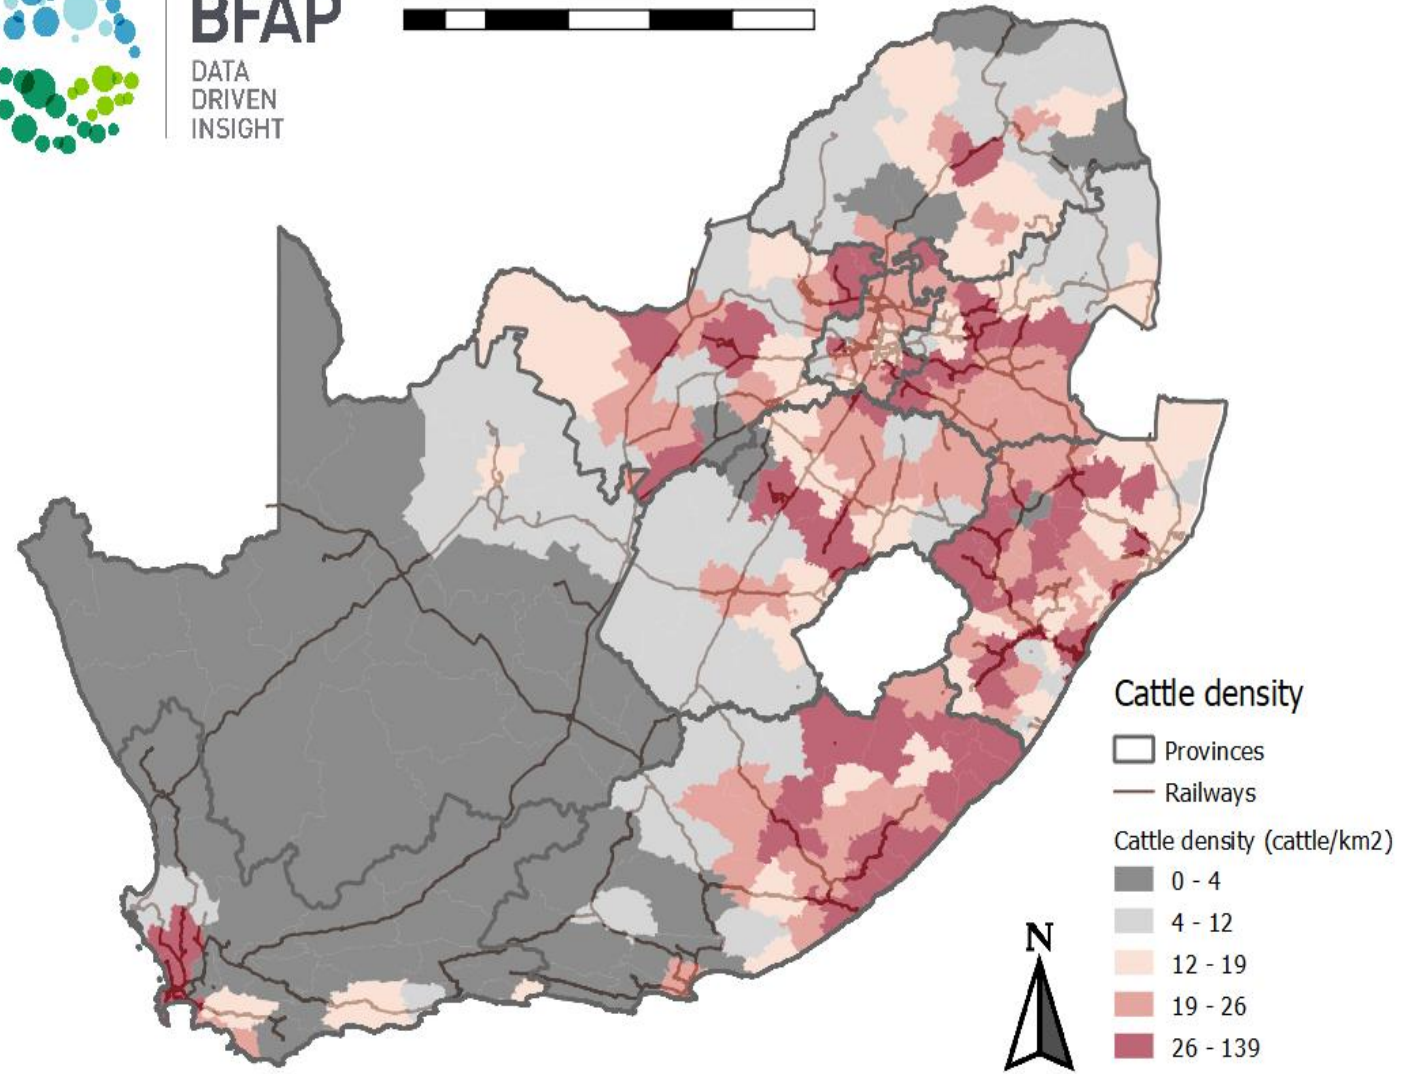 BFAP
DATA
DRIVEN
INSIGHT
Cattle density
Provinces
Railways
Cattle density (cattle/km2)
0 - 4
4 - 12
12 - 19
19 - 26
26 - 139
N